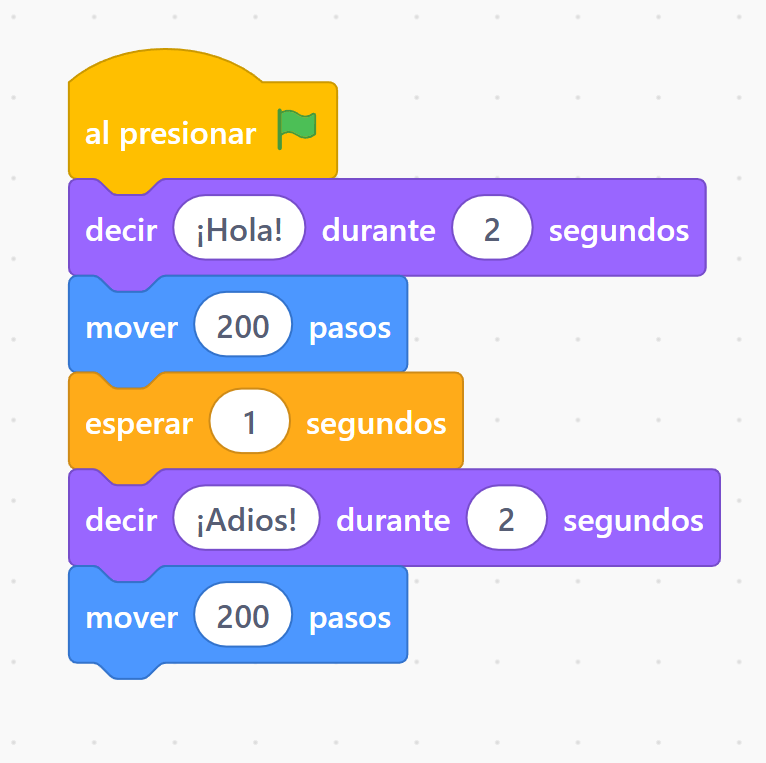 al presionar
decir ¡Hola! durante 2 segundos
mover 200 pasos
esperar 1 segundos
decir ¡Adios! durante 2 segundos
mover 200 pasos